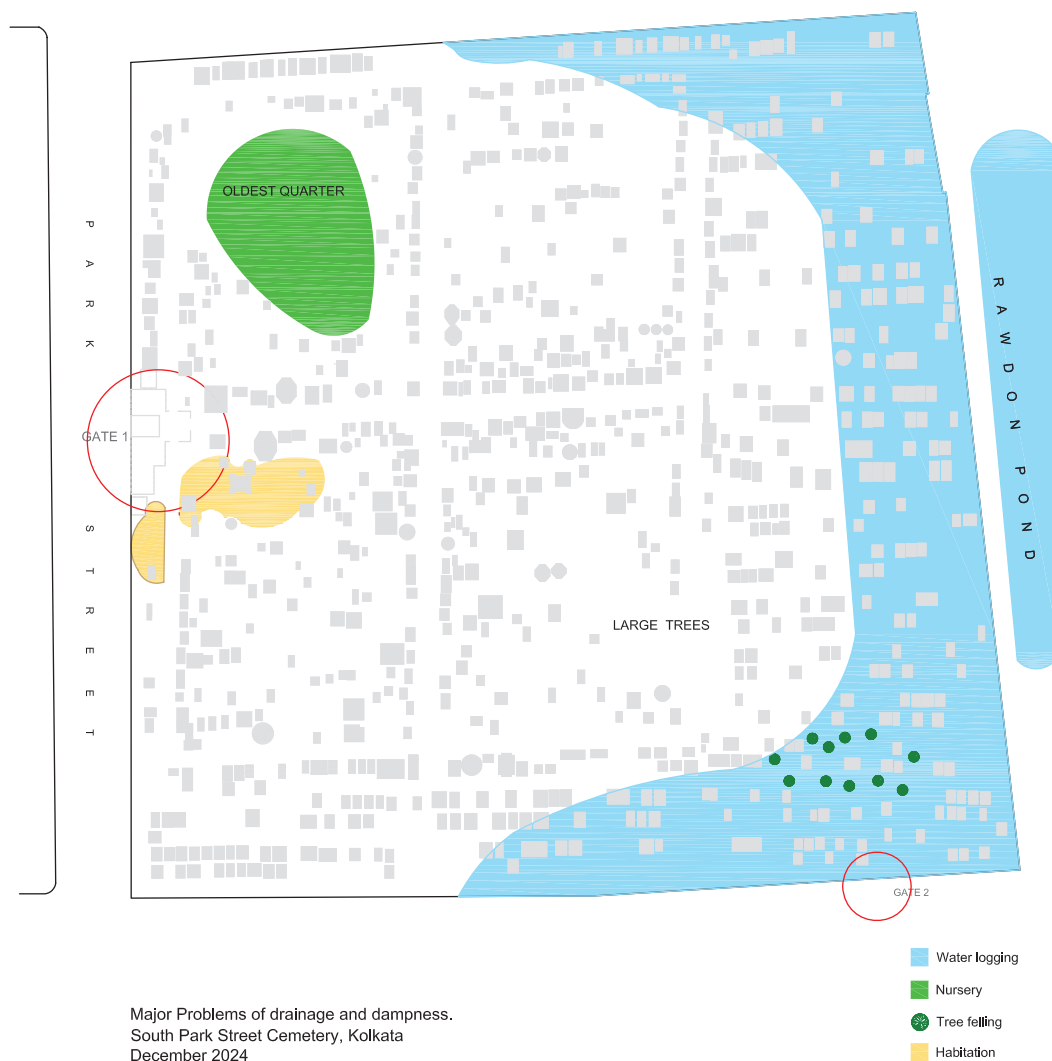 OLDEST QUARTER
PARK STREET
GATE 1
RAWDON POND
LARGE TREES
GATE 2
Water logging
Nursery
Tree felling
Habitation
Major Problems of drainage and dampness.
South Park Street Cemetery, Kolkata
December 2024